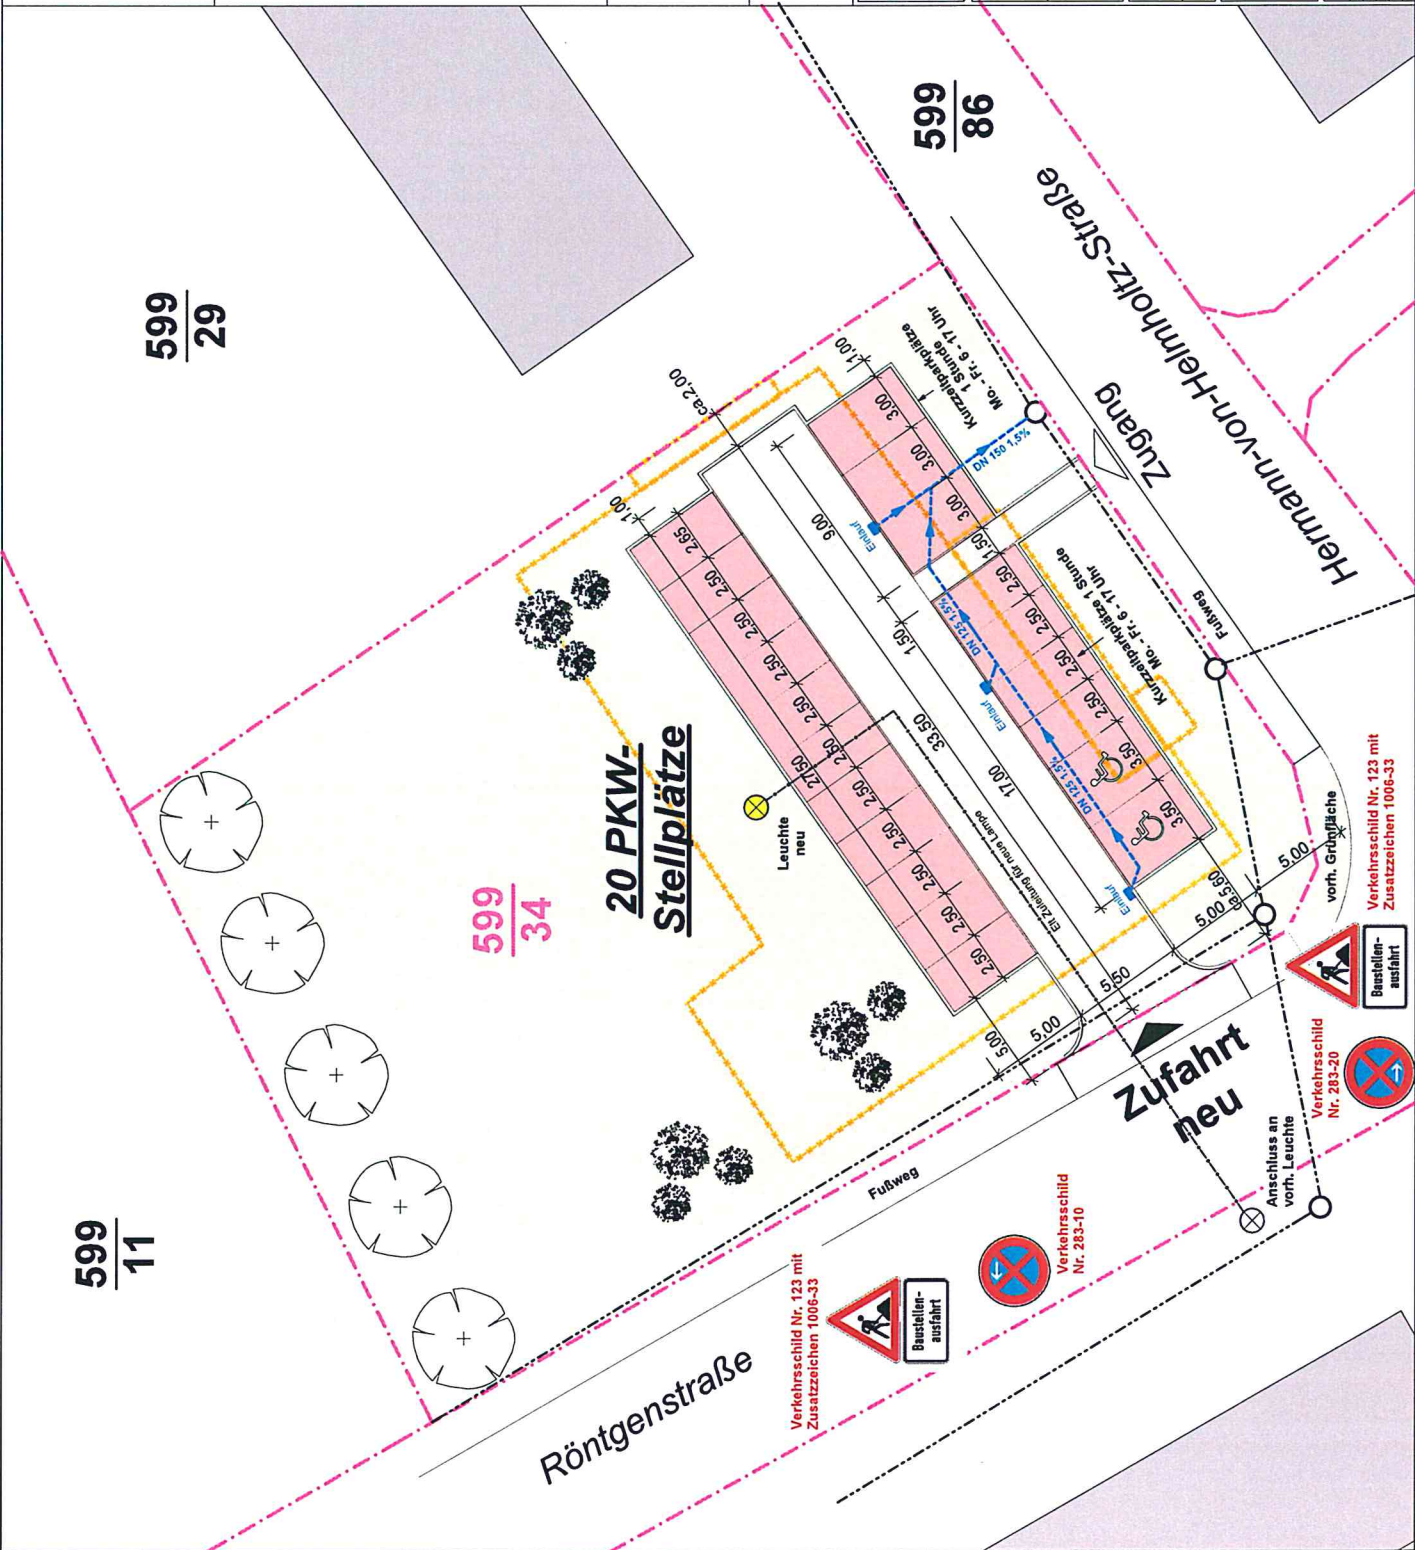 599
29
599
86
599
11
599
34
20 PKW-
Stellplätze
Hermann-von-Helmholtz-Straße
Zugang
Röntgenstraße
Zufahrt
neu
Fußweg
Fußweg
Leuchte
neu
Kurzzeitparkplätze
1 Stunde
Mo. - Fr. 6 - 17 Uhr
Kurzzeitparkplätze 1 Stunde
Mo. - Fr. 6 - 17 Uhr
ca.2,00
1,00
1,00
2,65
2,50
2,50
2,50
2,50
2,50
2,50
2,50
2,50
2,50
2,50
2750
5,00
5,00
33,50
9,00
1,50
17,00
3,00
3,00
3,00
1,50
2,50
2,50
2,50
2,50
3,50
3,50
5,50
5,00
ca.5,60
5,00
Einlauf
Einlauf
Einlauf
DN 150 1,5%
DN 125 1,5%
DN 125 1,5%
Elt Zuleitung für neue Lampe
vorh. Grünfläche
Anschluss an
vorh. Leuchte
Verkehrsschild Nr. 123 mit
Zusatzzeichen 1006-33
Baustellen-
ausfahrt
Verkehrsschild
Nr. 283-20
Verkehrsschild
Nr. 283-10
Verkehrsschild Nr. 123 mit
Zusatzzeichen 1006-33
Baustellen-
ausfahrt